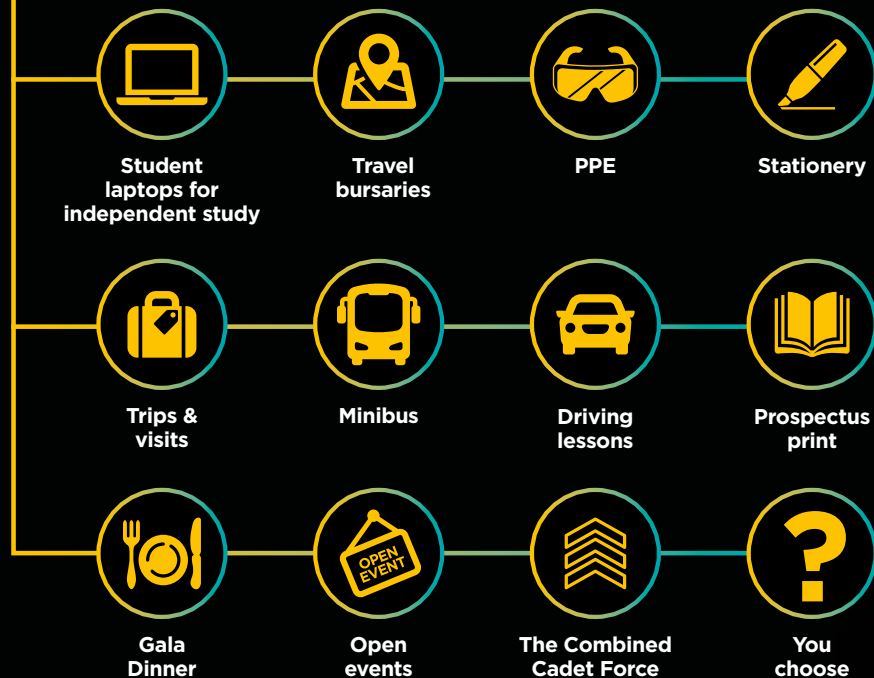 Student
laptops for
independent study
Travel
bursaries
PPE
Stationery
Trips &
visits
Minibus
Driving
lessons
Prospectus
print
Gala
Dinner
OPEN
EVENT
Open
events
The Combined
Cadet Force
You
choose